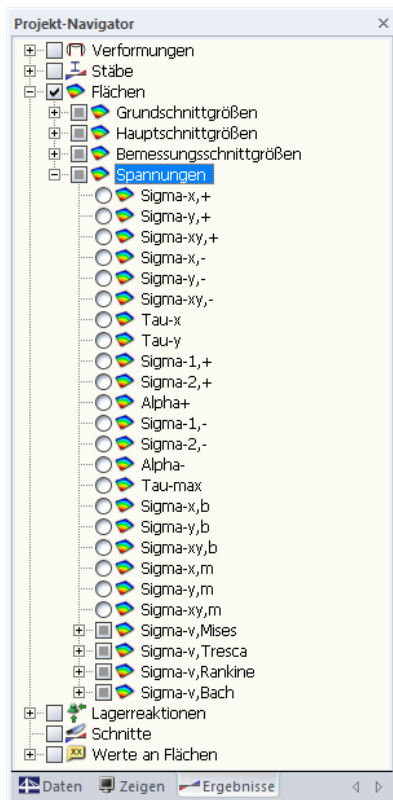 Projekt-Navigator
Verformungen
Stäbe
Flächen
Grundschnittgrößen
Hauptschnittgrößen
Bemessungsschnittgrößen
Spannungen
Sigma-x,+
Sigma-y,+
Sigma-xy,+
Sigma-x,-
Sigma-y,-
Sigma-xy,-
Tau-x
Tau-y
Sigma-1,+
Sigma-2,+
Alpha+
Sigma-1,-
Sigma-2,-
Alpha-
Tau-max
Sigma-x,b
Sigma-y,b
Sigma-xy,b
Sigma-x,m
Sigma-y,m
Sigma-xy,m
Sigma-v,Mises
Sigma-v,Tresca
Sigma-v,Rankine
Sigma-v,Bach
Lagerreaktionen
Schnitte
xx Werte an Flächen
Daten Zeigen Ergebnisse